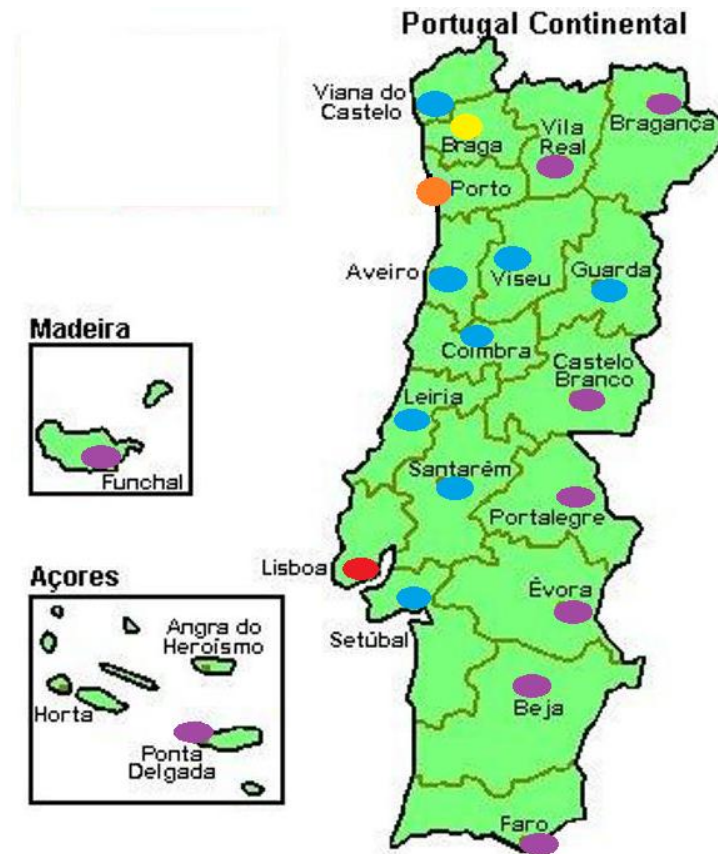 Portugal Continental
Viana do
Castelo
Braga
Vila
Real
Bragança
Porto
Aveiro
Viseu
Guarda
Coimbra
Castelo
Branco
Leiria
Santarém
Portalegre
Lisboa
Évora
Setúbal
Beja
Faro
Madeira
Funchal
Açores
Angra do
Heroísmo
Horta
Ponta
Delgada